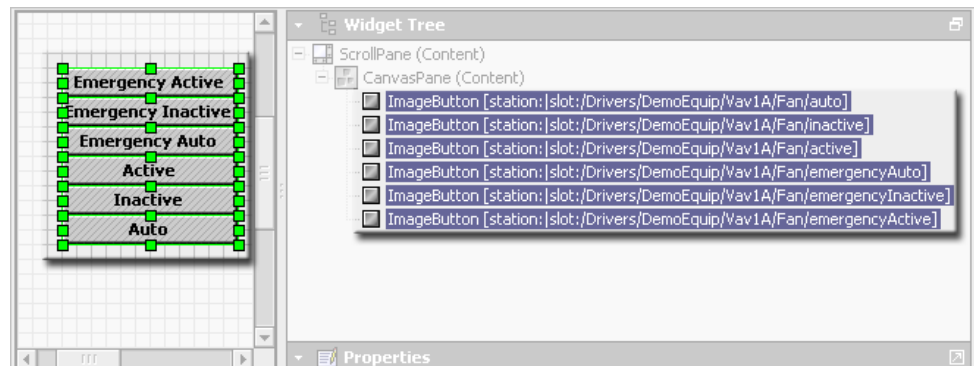 Emergency Active
Emergency Inactive
Emergency Auto
Active
Inactive
Auto
Widget Tree
ScrollPane (Content)
CanvasPane (Content)
ImageButton [station:|slot:/Drivers/DemoEquip/Vav1A/Fan/auto]
ImageButton [station:|slot:/Drivers/DemoEquip/Vav1A/Fan/inactive]
ImageButton [station:|slot:/Drivers/DemoEquip/Vav1A/Fan/active]
ImageButton [station:|slot:/Drivers/DemoEquip/Vav1A/Fan/emergencyAuto]
ImageButton [station:|slot:/Drivers/DemoEquip/Vav1A/Fan/emergencyInactive]
ImageButton [station:|slot:/Drivers/DemoEquip/Vav1A/Fan/emergencyActive]
Properties